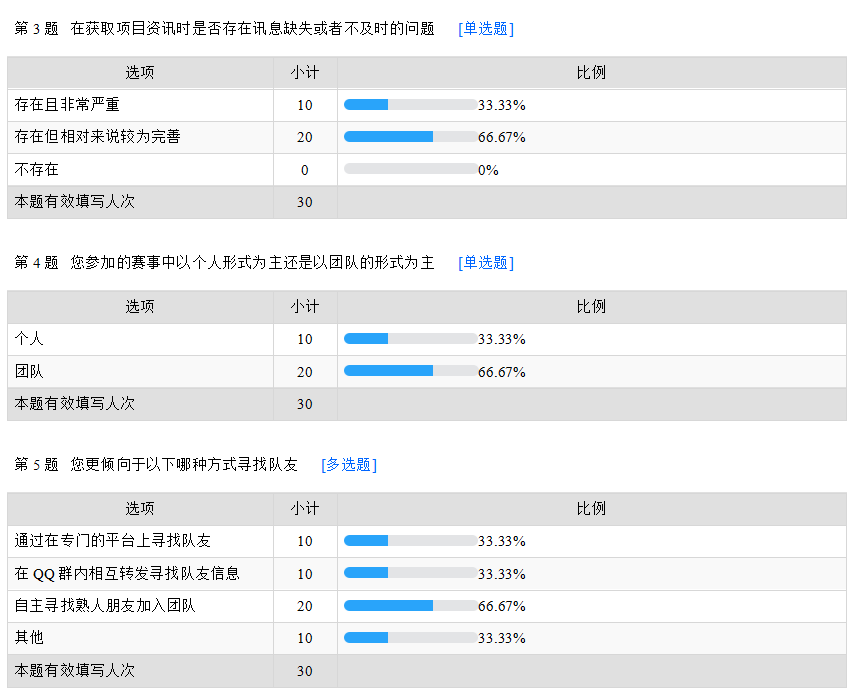 第 3 题 在获取项目资讯时是否存在讯息缺失或者不及时的问题 [单选题]
选项 小计 比例
存在且非常严重 10 33.33%
存在但相对来说较为完善 20 66.67%
不存在 0 0%
本题有效填写人次 30
第 4 题 您参加的赛事中以个人形式为主还是以团队的形式为主 [单选题]
选项 小计 比例
个人 10 33.33%
团队 20 66.67%
本题有效填写人次 30
第 5 题 您更倾向于以下哪种方式寻找队友 [多选题]
选项 小计 比例
通过在专门的平台上寻找队友 10 33.33%
在 QQ 群内相互转发寻找队友信息 10 33.33%
自主寻找熟人朋友加入团队 20 66.67%
其他 10 33.33%
本题有效填写人次 30